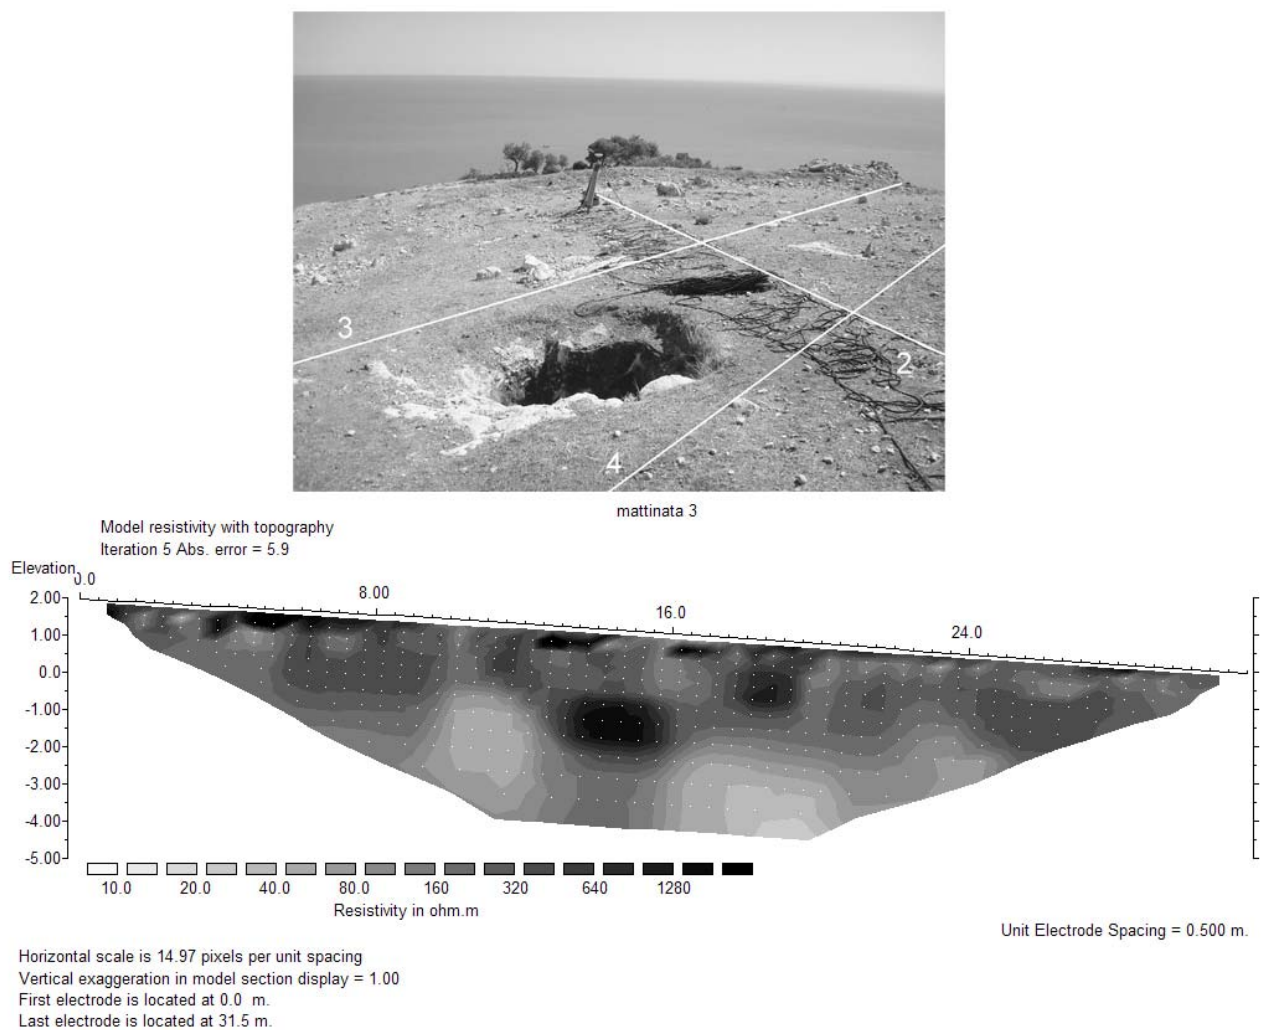 3
2
4
mattinata 3
Model resistivity with topography
Iteration 5 Abs. error = 5.9
Elevation
0.0
8.00
16.0
24.0
2.00
1.00
0.0
-1.00
-2.00
-3.00
-4.00
-5.00
10.0 20.0 40.0 80.0 160 320 640 1280
Resistivity in ohm.m
Unit Electrode Spacing = 0.500 m.
Horizontal scale is 14.97 pixels per unit spacing
Vertical exaggeration in model section display = 1.00
First electrode is located at 0.0 m.
Last electrode is located at 31.5 m.